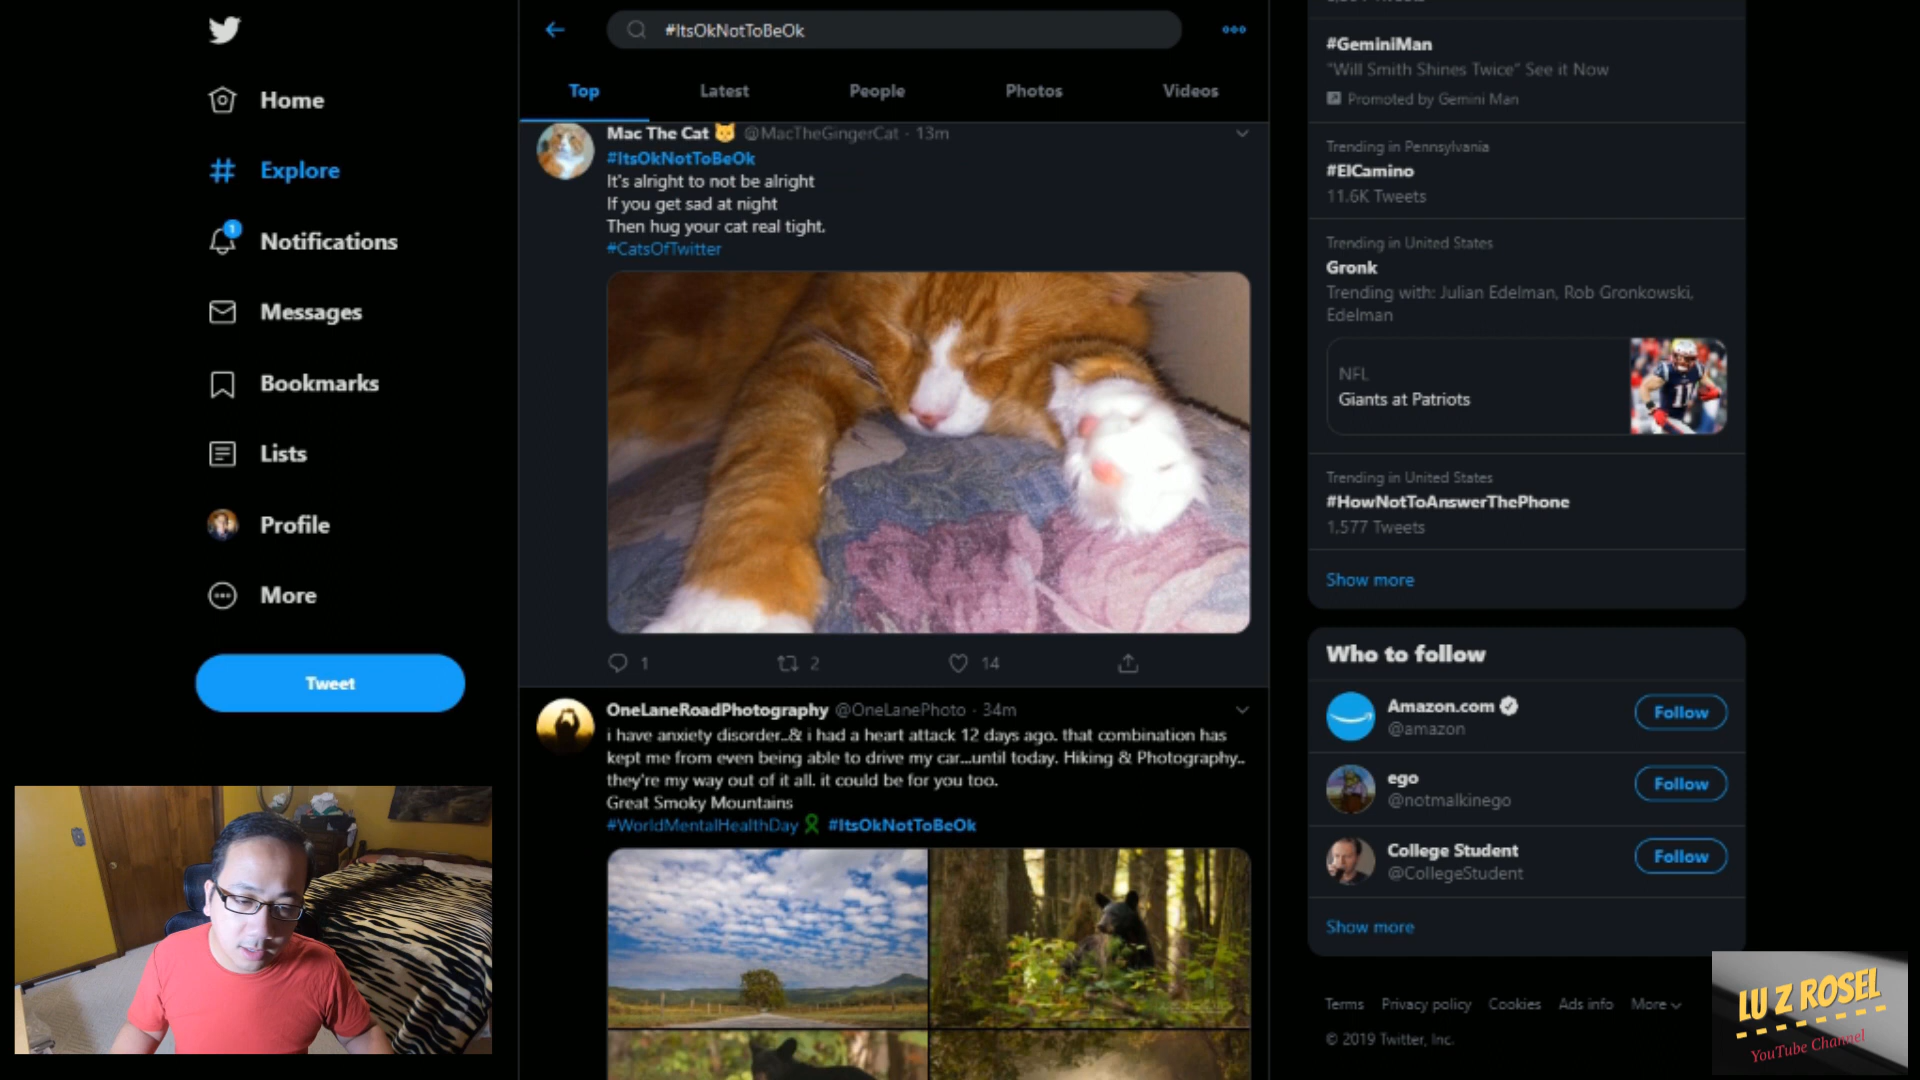 Home
Explore
1
Notifications
Messages
Bookmarks
Lists
Profile
More
Tweet
#ItsOkNotToBeOk
Top
Latest
People
Photos
Videos
Mac The Cat 🐱 @MacTheGingerCat · 13m
#ItsOkNotToBeOk
It's alright to not be alright
If you get sad at night
Then hug your cat real tight.
#CatsOfTwitter
1
2
14
OneLaneRoadPhotography @OneLanePhoto · 34m
i have anxiety disorder..& i had a heart attack 12 days ago. that combination has
kept me from even being able to drive my car...until today. Hiking & Photography..
they're my way out of it all. it could be for you too.
Great Smoky Mountains
#WorldMentalHealthDay 🎗 #ItsOkNotToBeOk
#GeminiMan
"Will Smith Shines Twice" See it Now
Promoted by Gemini Man
Trending in Pennsylvania
#ElCamino
11.6K Tweets
Trending in United States
Gronk
Trending with: Julian Edelman, Rob Gronkowski,
Edelman
NFL
Giants at Patriots
11
Trending in United States
#HowNotToAnswerThePhone
1,577 Tweets
Show more
Who to follow
Amazon.com
@amazon
Follow
ego
@notmalkinego
Follow
College Student
@CollegeStudent
Follow
Show more
Terms Privacy policy Cookies Ads info More
© 2019 Twitter, Inc.
LU Z ROSEL
YouTube Channel